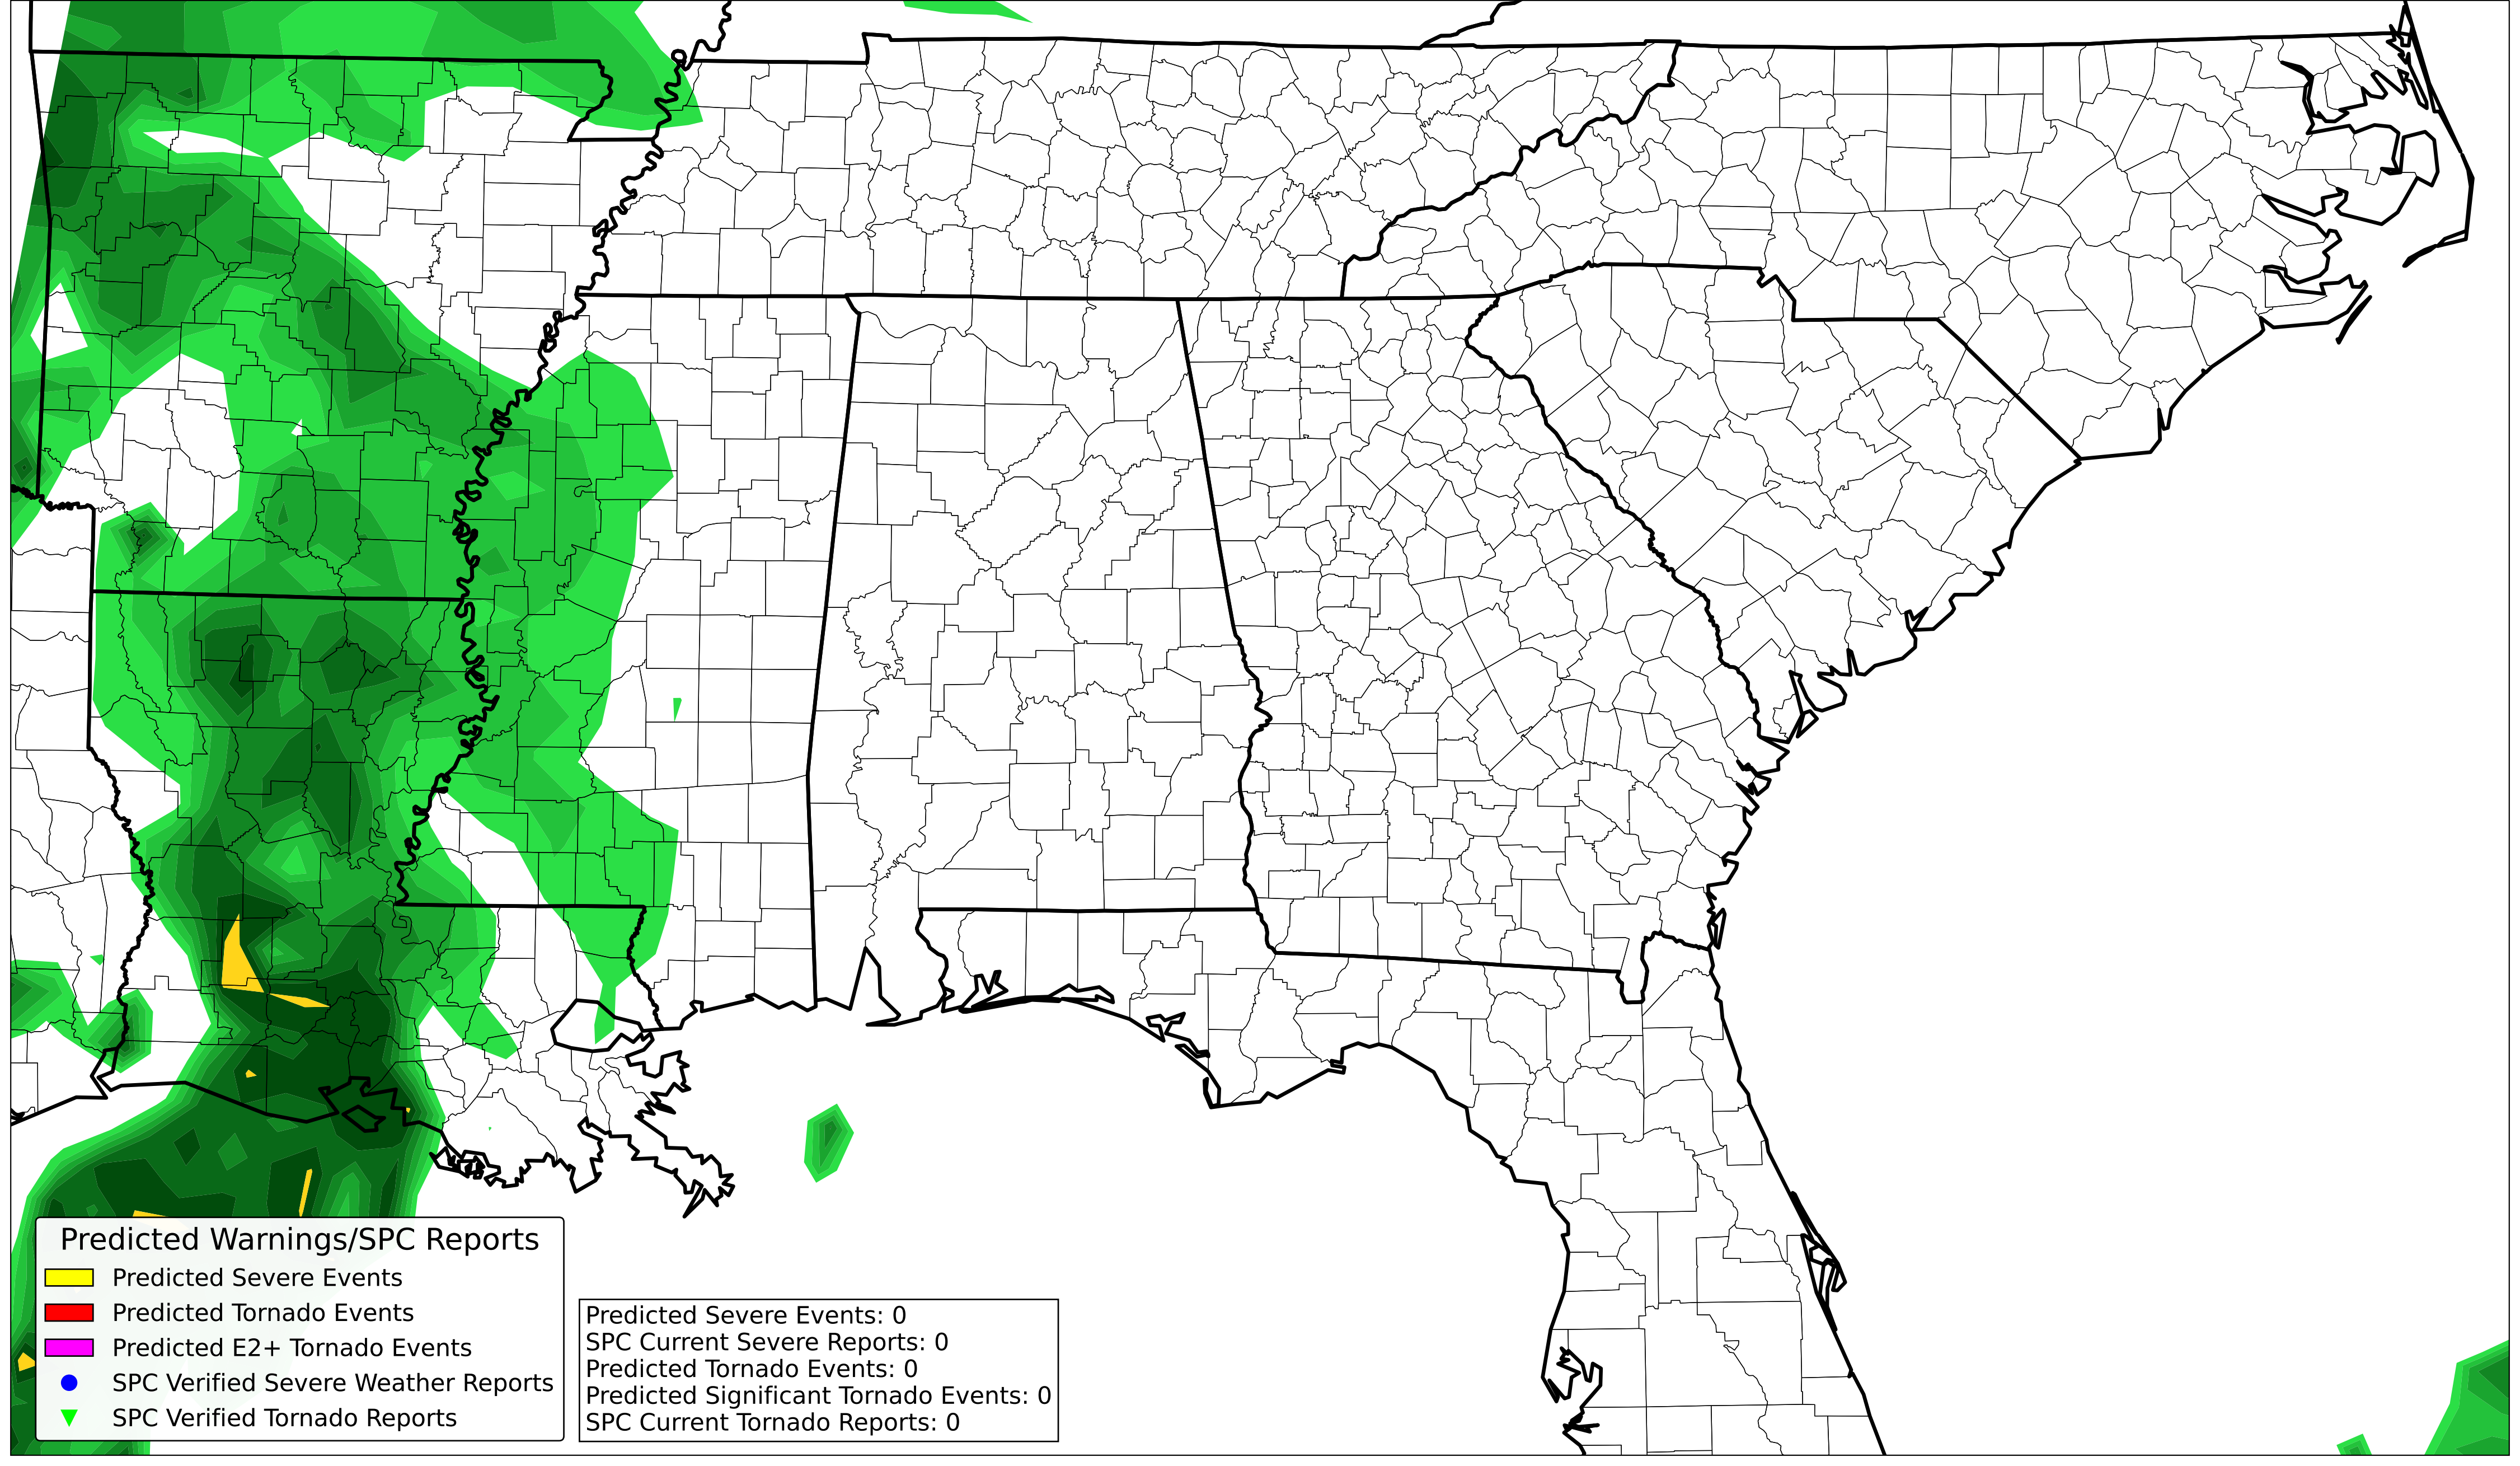 Predicted Warnings/SPC Reports
Predicted Severe Events
Predicted Tornado Events
Predicted E2+ Tornado Events
SPC Verified Severe Weather Reports
SPC Verified Tornado Reports
Predicted Severe Events: 0
SPC Current Severe Reports: 0
Predicted Tornado Events: 0
Predicted Significant Tornado Events: 0
SPC Current Tornado Reports: 0